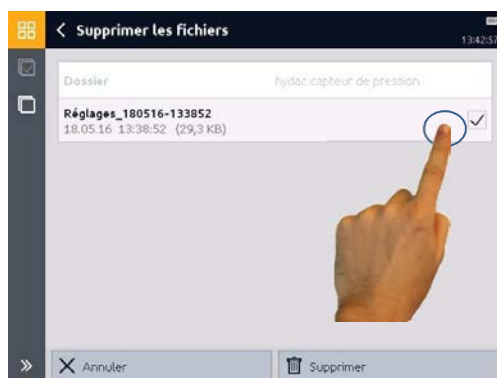 Supprimer les fichiers
13:42:57
Dossier hydac capteur de pression
Réglages_180516-133852
18.05.16 13:38:52 (29,3 KB)
Annuler
Supprimer